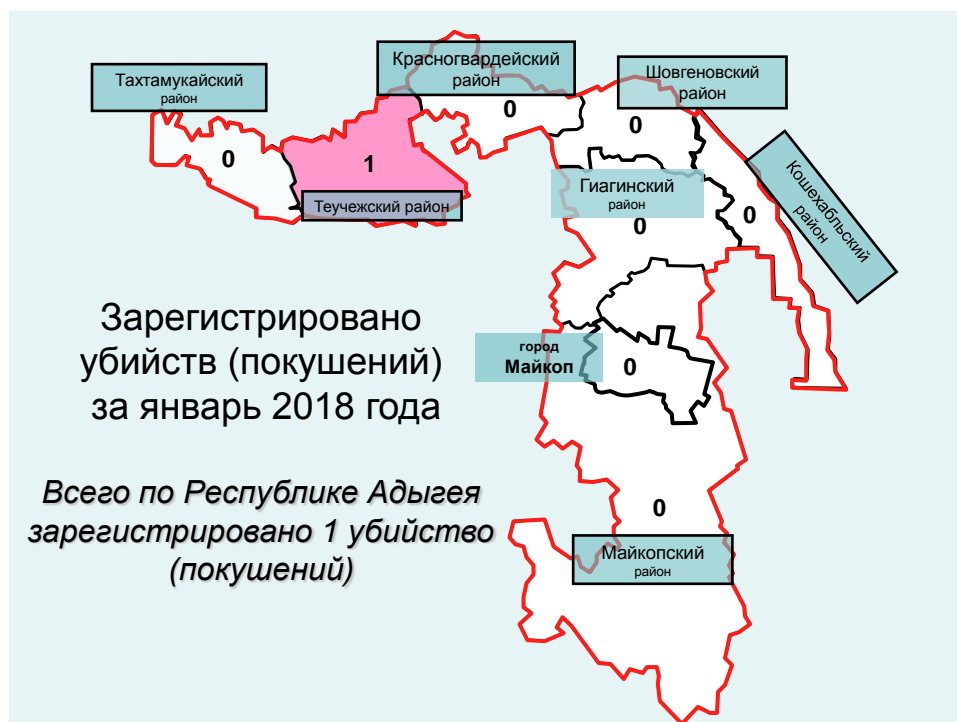 Красногвардейский
район
Шовгеновский
район
Тахтамукайский
район
0
0
0
1
Кошехабльский
район
Гиагинский
район
0
0
Теучежский район
Зарегистрировано
убийств (покушений)
за январь 2018 года
город
Майкоп
0
Всего по Республике Адыгея
зарегистрировано 1 убийство
(покушений)
0
Майкопский
район